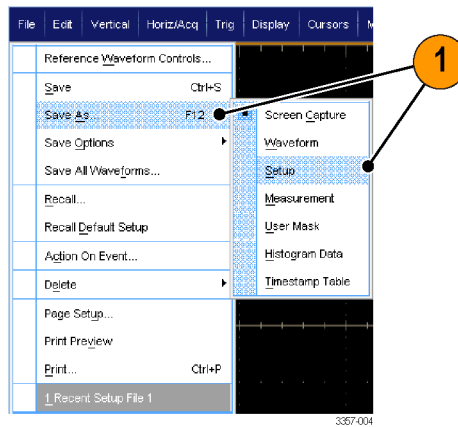 File Edit Vertical Horiz/Acq Trig Display Cursors
1
Reference Waveform Controls...
Save Ctrl+S
Save As... F12
Screen Capture
Save Options
Waveform
Save All Waveforms...
Setup
Recall...
Measurement
Recall Default Setup
User Mask
Action On Event...
Histogram Data
Delete
Timestamp Table
Page Setup...
Print Preview
Print... Ctrl+P
1 Recent Setup File 1
3357-004